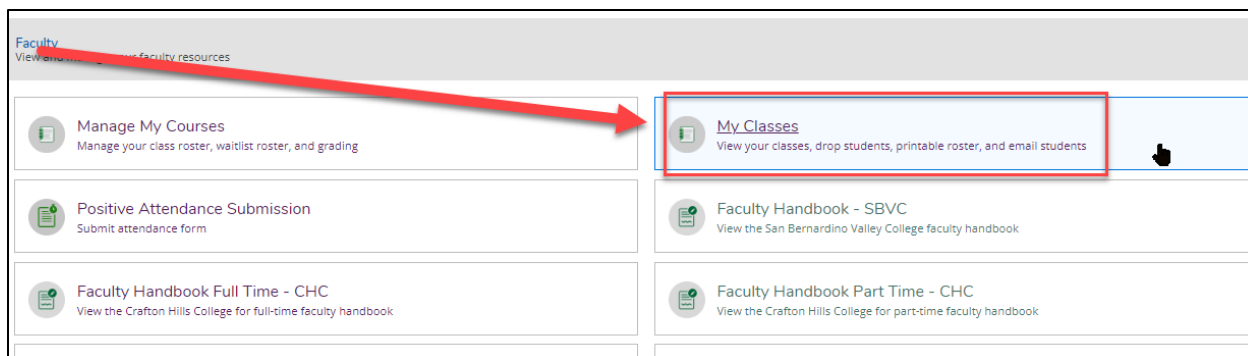 Faculty
View and manage your faculty resources
Manage My Courses
Manage your class roster, waitlist roster, and grading
My Classes
View your classes, drop students, printable roster, and email students
Positive Attendance Submission
Submit attendance form
Faculty Handbook - SBVC
View the San Bernardino Valley College faculty handbook
Faculty Handbook Full Time - CHC
View the Crafton Hills College for full-time faculty handbook
Faculty Handbook Part Time - CHC
View the Crafton Hills College for part-time faculty handbook